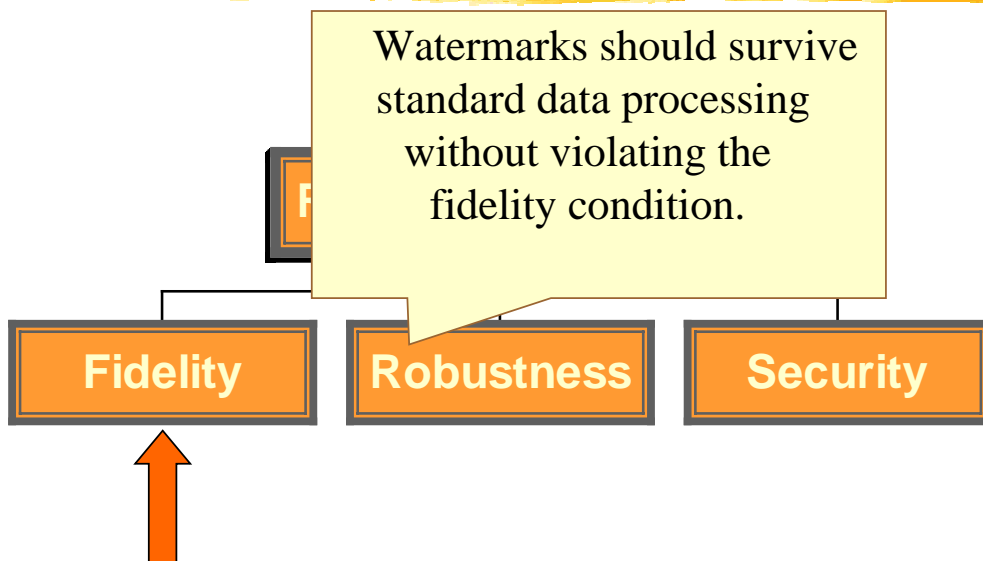 Watermarks should survive
standard data processing
without violating the
fidelity condition.
Fidelity
Robustness
Security